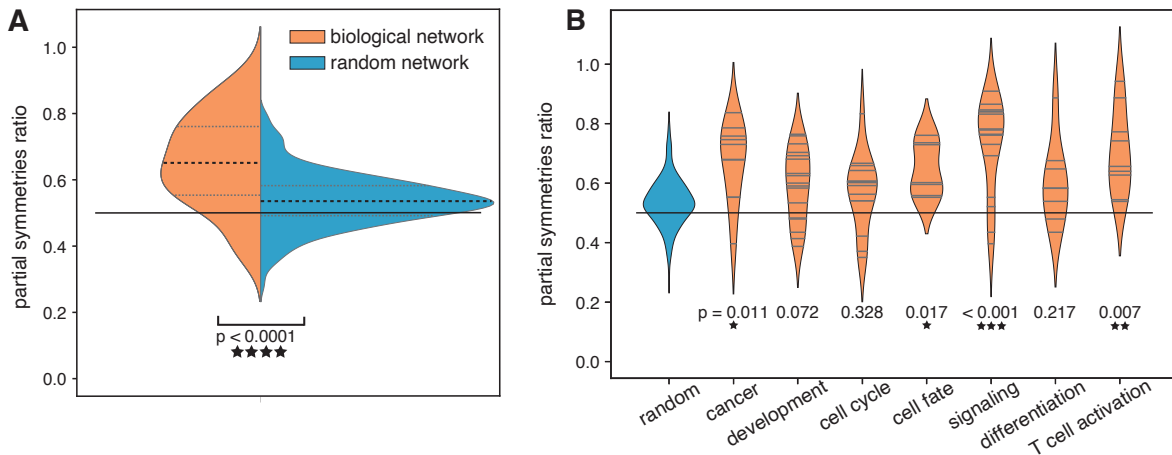 A
partial symmetries ratio
1.0
0.8
0.6
0.4
0.2
0.0
biological network
random network
p < 0.0001
★★★★
B
partial symmetries ratio
1.0
0.8
0.6
0.4
0.2
0.0
p = 0.011 0.072 0.328 0.017 < 0.001 0.217 0.007
★ ★ ★★★ ★★
random
cancer
development
cell cycle
cell fate
signaling
differentiation
T cell activation